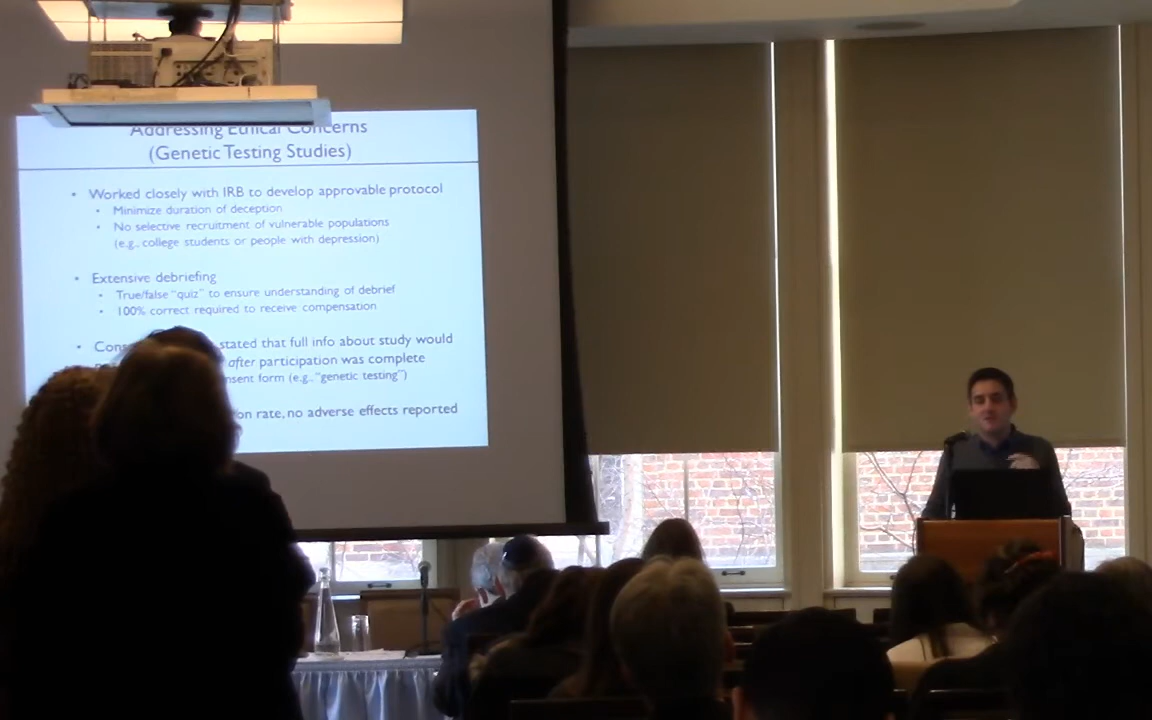 Addressing Ethical Concerns
(Genetic Testing Studies)
• Worked closely with IRB to develop approvable protocol
• Minimize duration of deception
• No selective recruitment of vulnerable populations
(e.g., college students or people with depression)
• Extensive debriefing
• True/false "quiz" to ensure understanding of debrief
• 100% correct required to receive compensation
• stated that full info about study would
after participation was complete
consent form (e.g., "genetic testing")
rate, no adverse effects reported